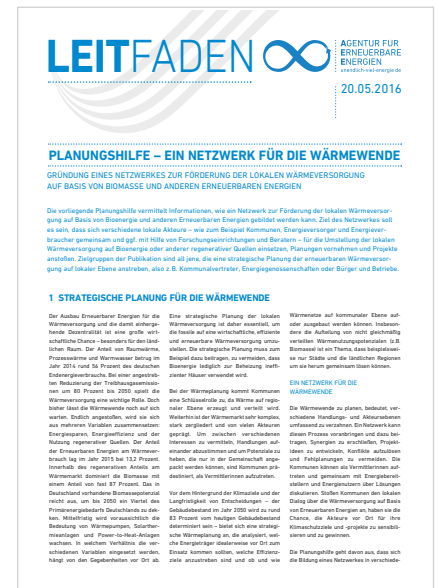 LEITFADEN
AGENTUR FÜR
ERNEUERBARE
ENERGIEN
unendlich-viel-energie.de
20.05.2016
PLANUNGSHILFE – EIN NETZWERK FÜR DIE WÄRMEWENDE
GRÜNDUNG EINES NETZWERKES ZUR FÖRDERUNG DER LOKALEN WÄRMEVERSORGUNG
AUF BASIS VON BIOMASSE UND ANDEREN ERNEUERBAREN ENERGIEN
Die vorliegende Planungshilfe vermittelt Informationen, wie ein Netzwerk zur Förderung der lokalen Wärmeversor-
gung auf Basis von Bioenergie und anderen Erneuerbaren Energien gebildet werden kann. Ziel des Netzwerkes soll
es sein, dass sich verschiedene lokale Akteure – wie zum Beispiel Kommunen, Energieversorger und Energiever-
braucher gemeinsam und ggf. mit Hilfe von Forschungseinrichtungen und Beratern – für die Umstellung der lokalen
Wärmeversorgung auf Bioenergie oder anderer regenerativer Quellen einsetzen, Planungen vornehmen und Projekte
anstoßen. Zielgruppen der Publikation sind all jene, die eine strategische Planung der erneuerbaren Wärmeversor-
gung auf lokaler Ebene anstreben, also z.B. Kommunalvertreter, Energiegenossenschaften oder Bürger und Betriebe.
1 STRATEGISCHE PLANUNG FÜR DIE WÄRMEWENDE
Der Ausbau Erneuerbarer Energien für die
Wärmeversorgung und die damit einherge-
hende Dezentralität ist eine große wirt-
schaftliche Chance – besonders für den länd-
lichen Raum. Der Anteil von Raumwärme,
Prozesswärme und Warmwasser betrug im
Jahr 2014 rund 56 Prozent des deutschen
Endenergieverbrauchs. Bei einer angestreb-
ten Reduzierung der Treibhausgasemissio-
nen um 80 Prozent bis 2050 spielt die
Wärmeversorgung eine wichtige Rolle. Doch
bisher lässt die Wärmewende noch auf sich
warten. Endlich angestoßen, wird sie sich
aus mehreren Variablen zusammensetzen:
Energiesparen, Energieeffizienz und der
Nutzung regenerativer Quellen. Der Anteil
der Erneuerbaren Energien am Wärmever-
brauch lag im Jahr 2015 bei 13,2 Prozent.
Innerhalb des regenerativen Anteils am
Wärmemarkt dominiert die Biomasse mit
einem Anteil von fast 87 Prozent. Das in
Deutschland vorhandene Biomassepotenzial
reicht aus, um bis 2050 ein Viertel des
Primärenergiebedarfs Deutschlands zu dek-
ken. Mittelfristig wird voraussichtlich die
Bedeutung von Wärmepumpen, Solarther-
mieanlagen und Power-to-Heat-Anlagen
wachsen. In welchem Verhältnis die ver-
schiedenen Variablen eingesetzt werden,
hängt von den Gegebenheiten vor Ort ab.
Eine strategische Planung der lokalen
Wärmeversorgung ist daher essentiell, um
die fossile auf eine wirtschaftliche, effiziente
und erneuerbare Wärmeversorgung umzu-
stellen. Die strategische Planung muss zum
Beispiel dazu beitragen, zu vermeiden, dass
Bioenergie lediglich zur Beheizung ineffi-
zienter Häuser verwendet wird.
Bei der Wärmeplanung kommt Kommunen
eine Schlüsselrolle zu, da Wärme auf regio-
naler Ebene erzeugt und verteilt wird.
Weiterhin ist der Wärmemarkt sehr komplex,
stark zergliedert und von vielen Akteuren
geprägt. Um zwischen verschiedenen
Interessen zu vermitteln, Handlungen auf-
einander abzustimmen und um Potenziale zu
heben, die nur in der Gemeinschaft ange-
packt werden können, sind Kommunen prä-
destiniert, als Vermittlerinnen aufzutreten.
Vor dem Hintergrund der Klimaziele und der
Langfristigkeit von Entscheidungen – der
Gebäudebestand im Jahr 2050 wird zu rund
83 Prozent vom heutigen Gebäudebestand
determiniert sein – bietet sich eine strategi-
sche Wärmeplanung an, die analysiert, wel-
che Energieträger idealerweise vor Ort zum
Einsatz kommen sollten, welche Effizienz-
ziele anzustreben sind und ob und wie
Wärmenetze auf kommunaler Ebene auf-
oder ausgebaut werden können. Insbeson-
dere die Aufteilung von nicht gleichmäßig
verteilten Wärmenutzungspotenzialen (z.B.
Biomasse) ist ein Thema, dass beispielswei-
se nur Städte und die ländlichen Regionen
um sie herum gemeinsam lösen können.
EIN NETZWERK FÜR DIE
WÄRMEWENDE
Die Wärmewende zu planen, bedeutet, ver-
schiedene Handlungs- und Akteursebenen
umfassend zu verzahnen. Ein Netzwerk kann
diesen Prozess voranbringen und dazu bei-
tragen, Synergien zu erschließen, Projekt-
ideen zu entwickeln, Konflikte aufzulösen
und Fehlplanungen zu vermeiden. Die
Kommunen können als Vermittlerinnen auf-
treten und gemeinsam mit Energiebereit-
stellern und Energienutzern über Lösungen
diskutieren. Stoßen Kommunen den lokalen
Dialog über die Wärmeversorgung auf Basis
von Erneuerbaren Energien an, haben sie die
Chance, die Akteure vor Ort für ihre
Klimaschutzziele und -projekte zu sensibili-
sieren und zu gewinnen.
Die Planungshilfe geht davon aus, dass sich
die Bildung eines Netzwerkes in verschiede-